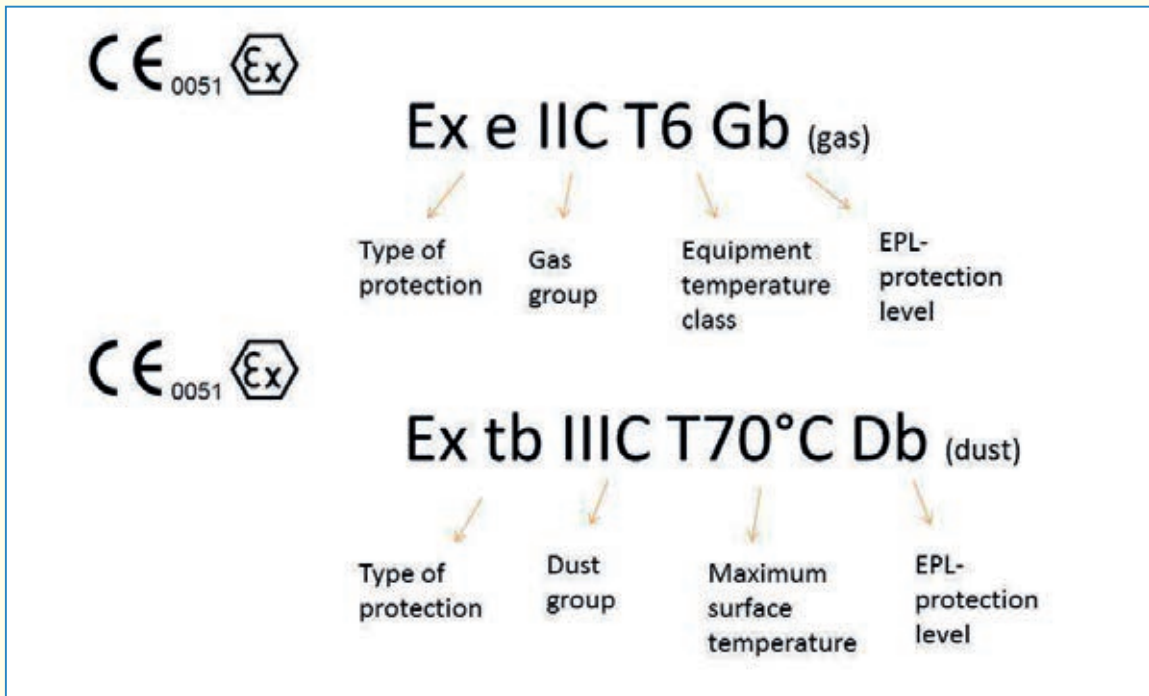 CE 0051 Ex
Ex e IIC T6 Gb (gas)
Type of
protection
Gas
group
Equipment
temperature
class
EPL-
protection
level
CE 0051 Ex
Ex tb IIIC T70°C Db (dust)
Type of
protection
Dust
group
Maximum
surface
temperature
EPL-
protection
level